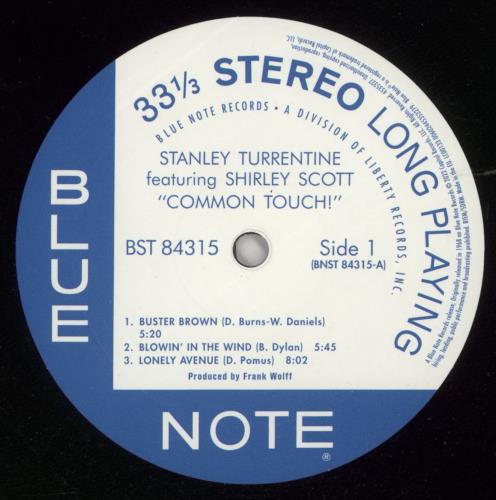 33⅓ STEREO LONG PLAYING
BLUE NOTE RECORDS • A DIVISION OF LIBERTY RECORDS, INC.
STANLEY TURRENTINE
featuring SHIRLEY SCOTT
"COMMON TOUCH!"
BST 84315
Side 1
(BNST 84315-A)
1. BUSTER BROWN (D. Burns-W. Daniels)
5:20
2. BLOWIN' IN THE WIND (B. Dylan) 5:45
3. LONELY AVENUE (D. Pomus) 8:02
Produced by Frank Wolff
BLUE
NOTE®